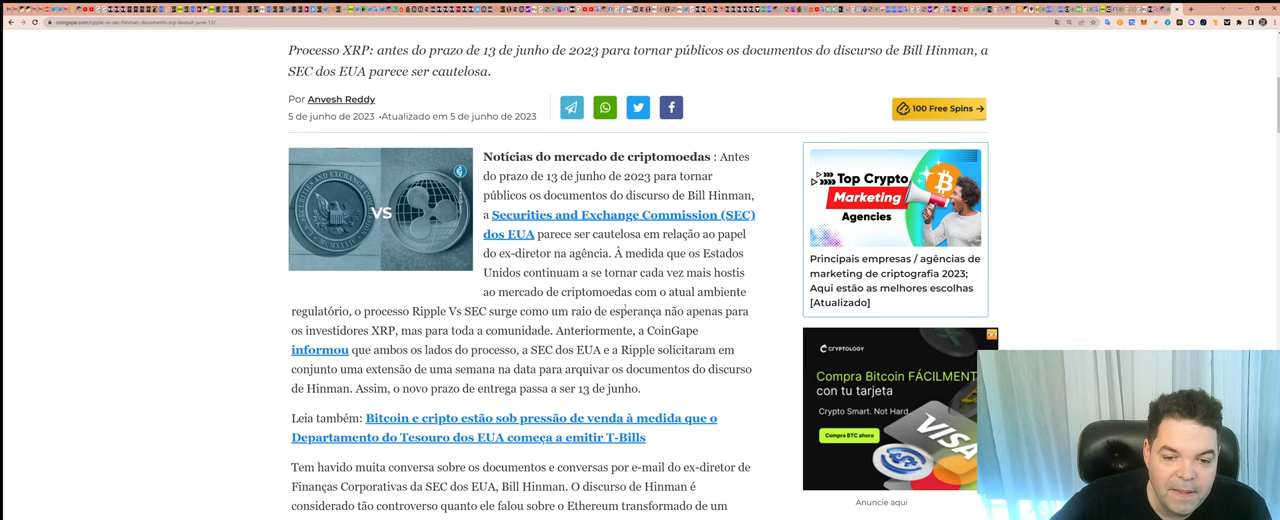 coingape.com/ripple-vs-sec-hinman-documents-xrp-lawsuit-june-13/
Processo XRP: antes do prazo de 13 de junho de 2023 para tornar públicos os documentos do discurso de Bill Hinman, a
SEC dos EUA parece ser cautelosa.
Por Anvesh Reddy
5 de junho de 2023 •Atualizado em 5 de junho de 2023
100 Free Spins →
VS
Notícias do mercado de criptomoedas : Antes
do prazo de 13 de junho de 2023 para tornar
públicos os documentos do discurso de Bill Hinman,
a Securities and Exchange Commission (SEC)
dos EUA parece ser cautelosa em relação ao papel
do ex-diretor na agência. À medida que os Estados
Unidos continuam a se tornar cada vez mais hostis
ao mercado de criptomoedas com o atual ambiente
regulatório, o processo Ripple Vs SEC surge como um raio de esperança não apenas para
os investidores XRP, mas para toda a comunidade. Anteriormente, a CoinGape
informou que ambos os lados do processo, a SEC dos EUA e a Ripple solicitaram em
conjunto uma extensão de uma semana na data para arquivar os documentos do discurso
de Hinman. Assim, o novo prazo de entrega passa a ser 13 de junho.
Leia também: Bitcoin e cripto estão sob pressão de venda à medida que o
Departamento do Tesouro dos EUA começa a emitir T-Bills
Tem havido muita conversa sobre os documentos e conversas por e-mail do ex-diretor de
Finanças Corporativas da SEC dos EUA, Bill Hinman. O discurso de Hinman é
considerado tão controverso quanto ele falou sobre o Ethereum transformado de um
Top Crypto
Marketing
Agencies
Principais empresas / agências de
marketing de criptografia 2023;
Aqui estão as melhores escolhas
[Atualizado]
CRYPTOLOGY
Compra Bitcoin FÁCILMENT
con tu tarjeta
Crypto Smart. Not Hard.
Compra BTC ahora
VISA
Anuncie aqui